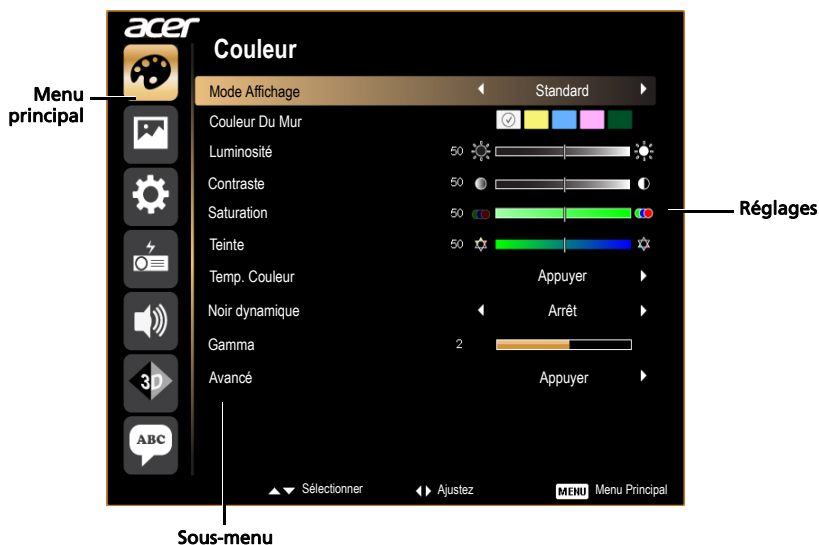 acer
Couleur
Menu principal
Mode Affichage Standard
Couleur Du Mur
Luminosité 50
Contraste 50
Saturation 50
Réglages
Teinte 50
Temp. Couleur Appuyer
Noir dynamique Arrêt
Gamma 2
3D
Avancé Appuyer
ABC
Sélectionner Ajustez MENU Menu Principal
Sous-menu